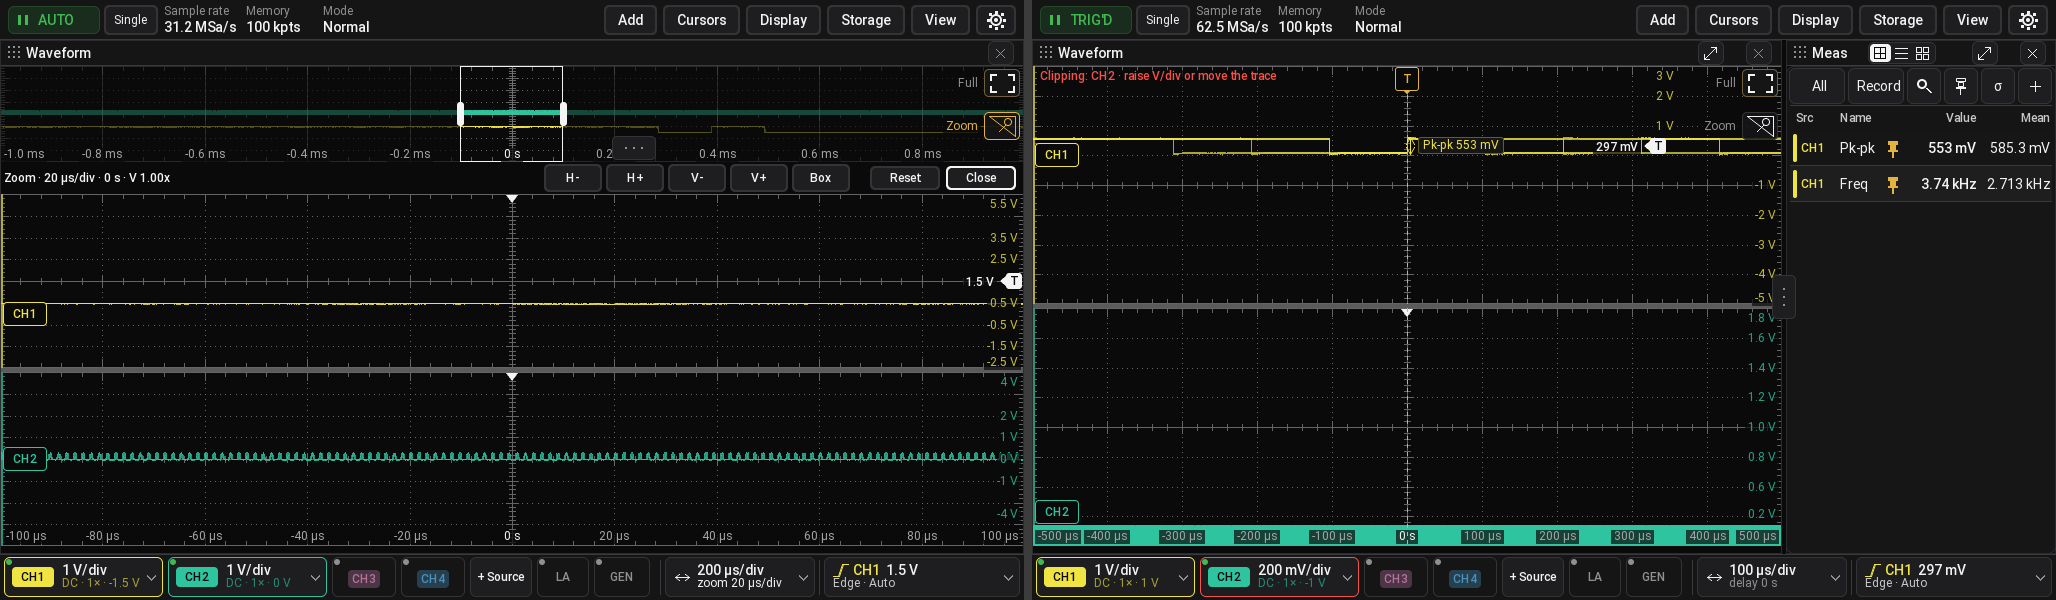 AUTO
Single
Sample rate
31.2 MSa/s
Memory
100 kpts
Mode
Normal
Add
Cursors
Display
Storage
View
Waveform
Full
Zoom
-1.0 ms -0.8 ms -0.6 ms -0.4 ms -0.2 ms 0 s 0.2 0.4 ms 0.6 ms 0.8 ms
Zoom · 20 µs/div · 0 s · V 1.00x
H-
H+
V-
V+
Box
Reset
Close
5.5 V
3.5 V
2.5 V
1.5 V
T
0.5 V
CH1
-0.5 V
-1.5 V
-2.5 V
4 V
2 V
1 V
CH2
0 V
-1 V
-4 V
-100 µs -80 µs -60 µs -40 µs -20 µs 0 s 20 µs 40 µs 60 µs 80 µs 100 µs
CH1
1 V/div
DC · 1× · -1.5 V
CH2
1 V/div
DC · 1× · 0 V
CH3
CH4
+ Source
LA
GEN
200 µs/div
zoom 20 µs/div
CH1 1.5 V
Edge · Auto
TRIG'D
Single
Sample rate
62.5 MSa/s
Memory
100 kpts
Mode
Normal
Add
Cursors
Display
Storage
View
Waveform
Clipping: CH2 · raise V/div or move the trace
T
3 V
Full
2 V
1 V
Zoom
CH1
Pk-pk 553 mV
297 mV
T
-1 V
-2 V
-3 V
-4 V
-5 V
1.8 V
1.6 V
1.4 V
1.2 V
1.0 V
0.8 V
0.6 V
CH2
0.2 V
-500 µs -400 µs -300 µs -200 µs -100 µs 0 s 100 µs 200 µs 300 µs 400 µs 500 µs
Meas
All
Record
σ
Src Name Value Mean
CH1 Pk-pk 553 mV 585.3 mV
CH1 Freq 3.74 kHz 2.713 kHz
CH1
1 V/div
DC · 1× · 1 V
CH2
200 mV/div
DC · 1× · -1 V
CH3
CH4
+ Source
LA
GEN
100 µs/div
delay 0 s
CH1 297 mV
Edge · Auto